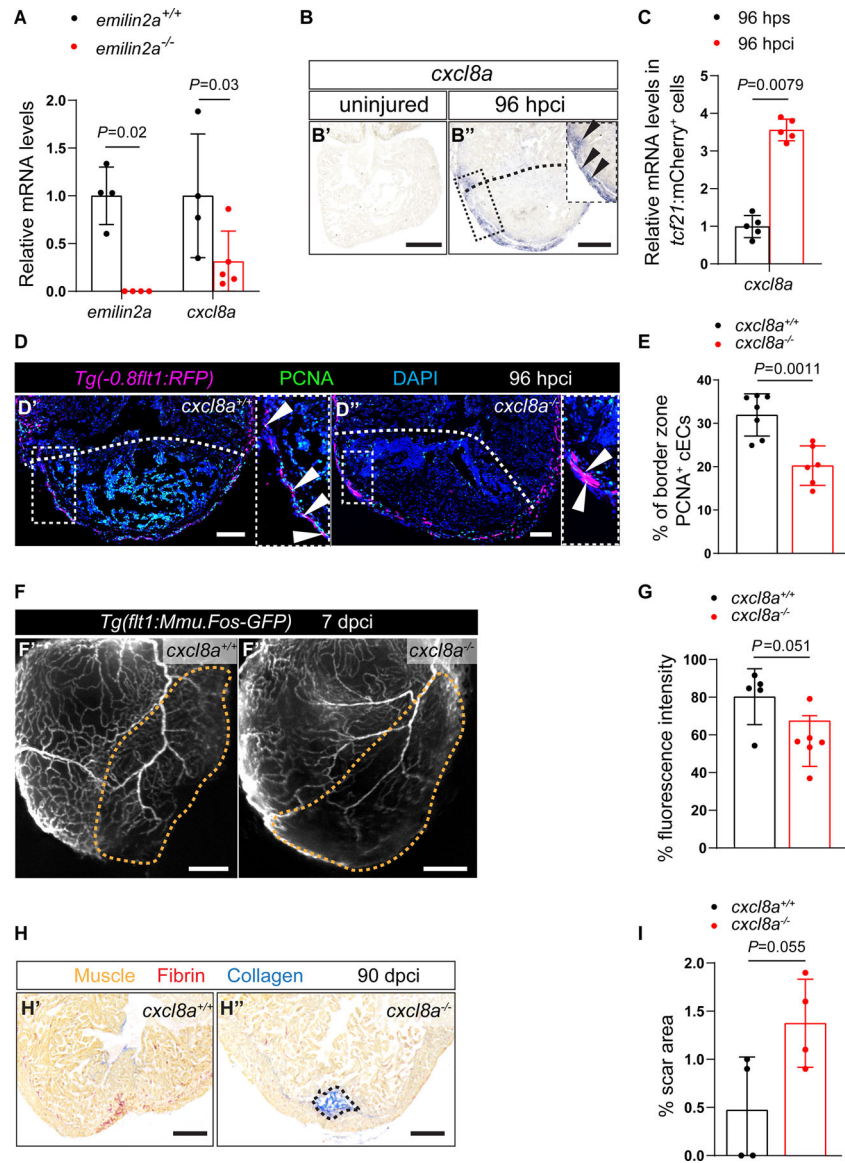 A
emilin2a+/+
emilin2a-/-
Relative mRNA levels
2.0
1.5
1.0
0.5
0.0
P=0.02
P=0.03
emilin2a
cxcl8a
B
cxcl8a
uninjured
96 hpci
B'
B''
C
96 hps
96 hpci
Relative mRNA levels in
tcf21:mCherry+ cells
5
4
3
2
1
0
P=0.0079
cxcl8a
D
Tg(-0.8flt1:RFP)
PCNA
DAPI
96 hpci
D'
cxcl8a+/+
D''
cxcl8a-/-
E
cxcl8a+/+
cxcl8a-/-
% of border zone
PCNA+ cECs
40
30
20
10
0
P=0.0011
F
Tg(flt1:Mmu.Fos-GFP)
7 dpci
F'
cxcl8a+/+
F'
cxcl8a-/-
G
cxcl8a+/+
cxcl8a-/-
% fluorescence intensity
100
80
60
40
20
0
P=0.051
H
Muscle
Fibrin
Collagen
90 dpci
H'
cxcl8a+/+
H''
cxcl8a-/-
I
cxcl8a+/+
cxcl8a-/-
% scar area
2.0
1.5
1.0
0.5
0.0
P=0.055